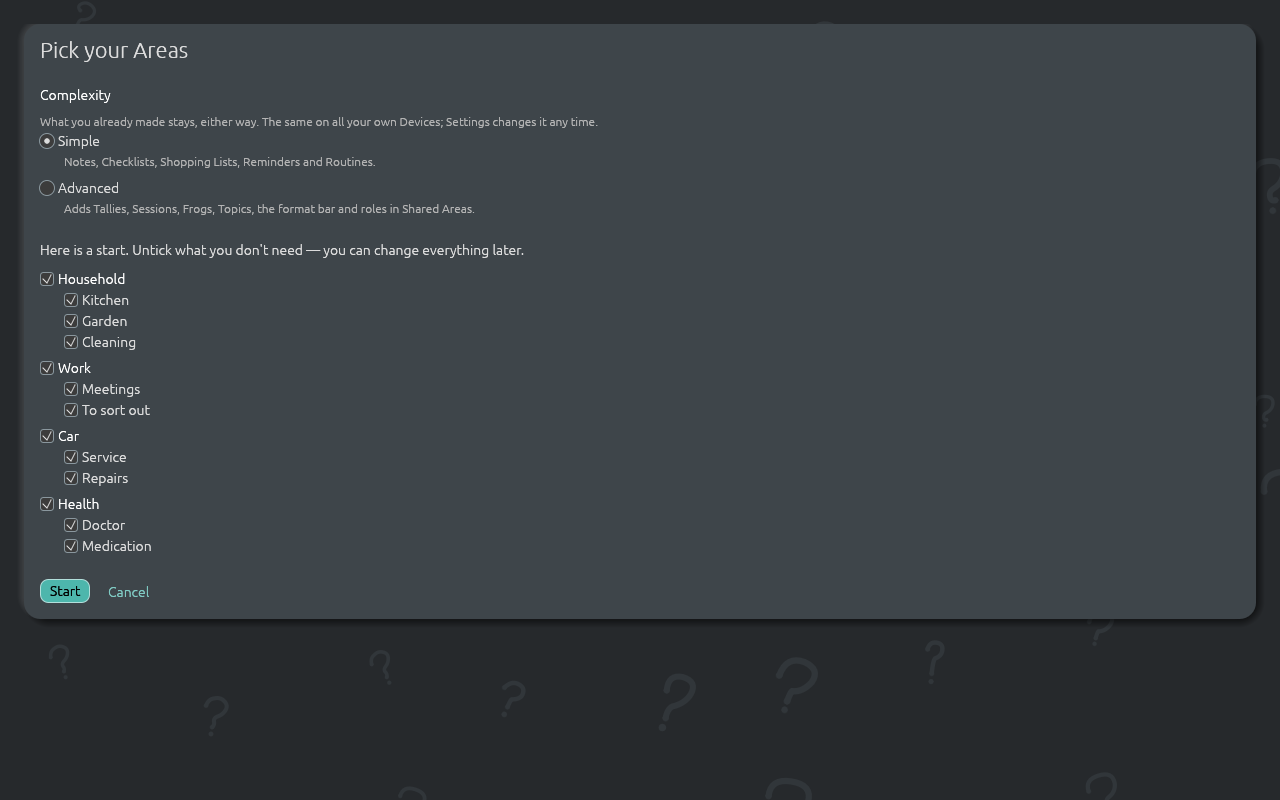 Pick your Areas
Complexity
What you already made stays, either way. The same on all your own Devices; Settings changes it any time.
Simple
Notes, Checklists, Shopping Lists, Reminders and Routines.
Advanced
Adds Tallies, Sessions, Frogs, Topics, the format bar and roles in Shared Areas.
Here is a start. Untick what you don't need — you can change everything later.
Household
Kitchen
Garden
Cleaning
Work
Meetings
To sort out
Car
Service
Repairs
Health
Doctor
Medication
Start Cancel